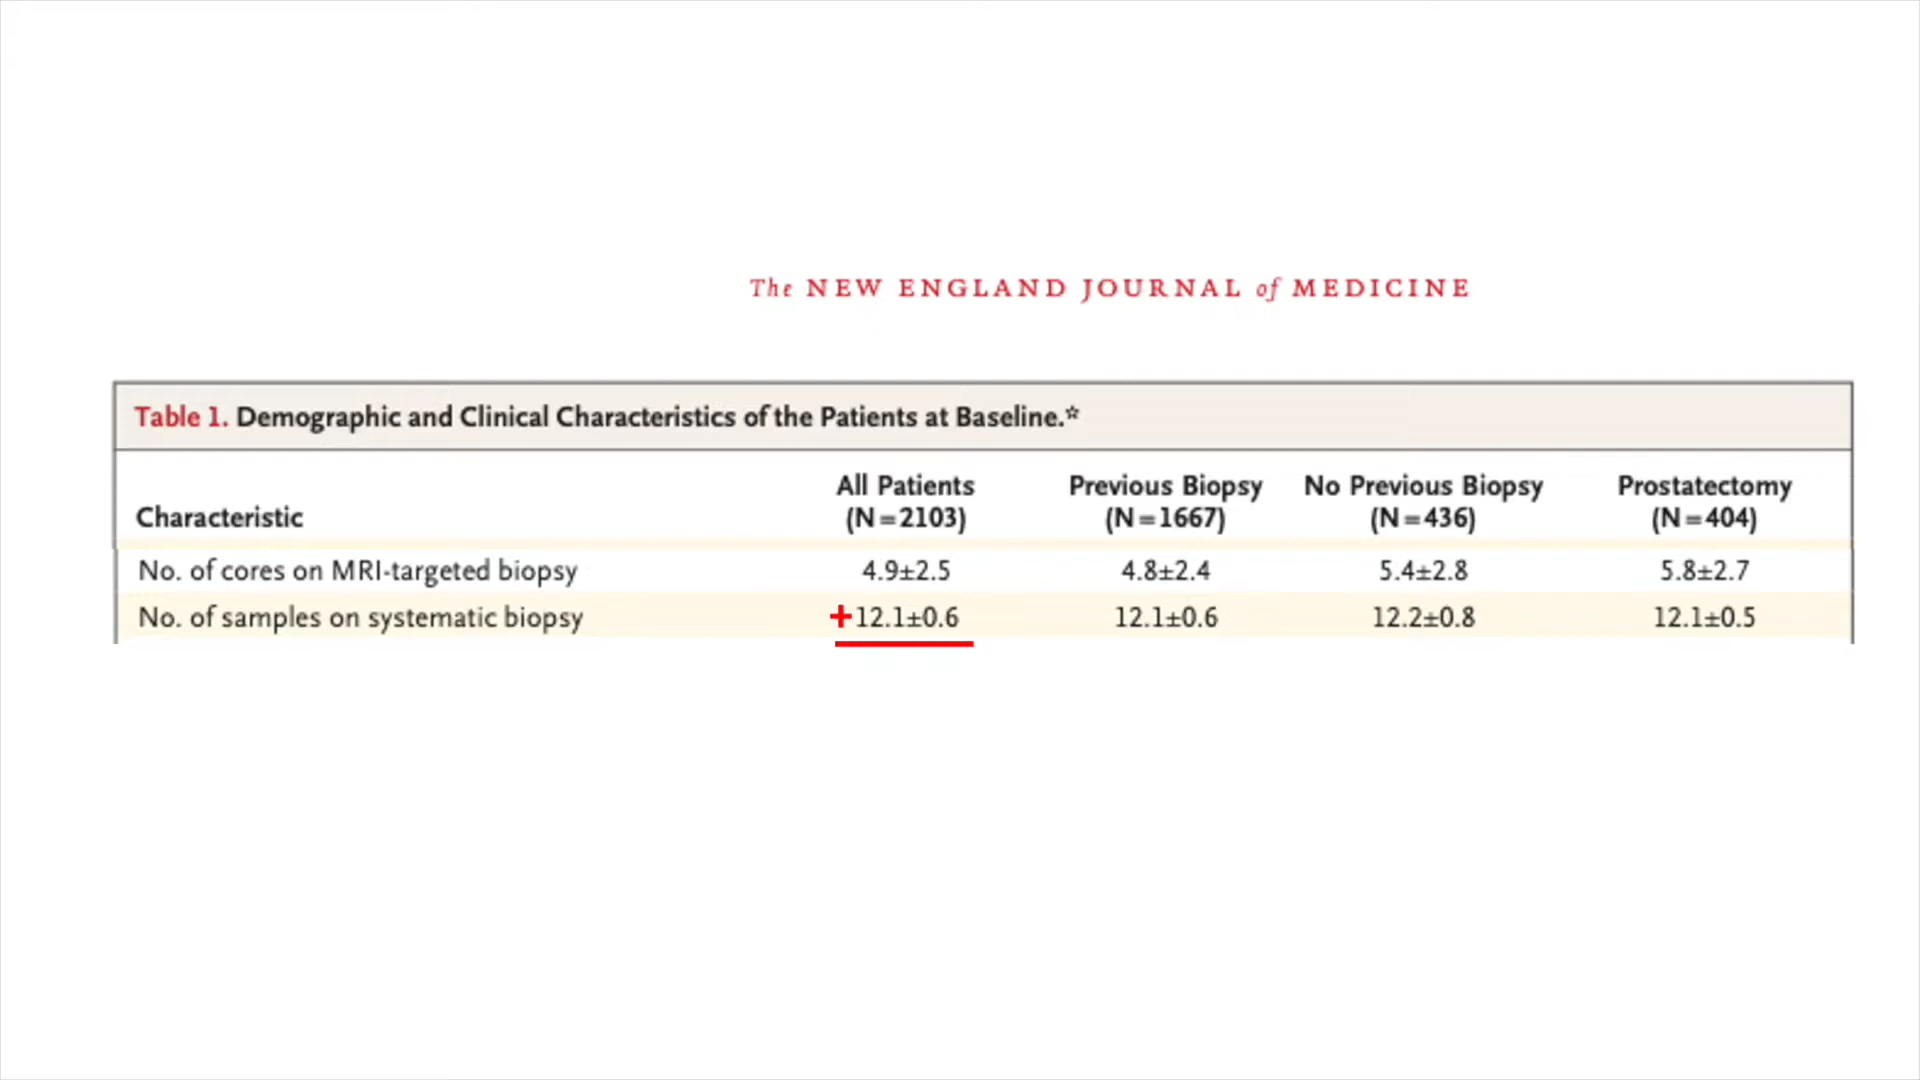 The NEW ENGLAND JOURNAL of MEDICINE
Table 1. Demographic and Clinical Characteristics of the Patients at Baseline.*
Characteristic All Patients (N=2103) Previous Biopsy (N=1667) No Previous Biopsy (N=436) Prostatectomy (N=404)
No. of cores on MRI-targeted biopsy 4.9±2.5 4.8±2.4 5.4±2.8 5.8±2.7
No. of samples on systematic biopsy +12.1±0.6 12.1±0.6 12.2±0.8 12.1±0.5